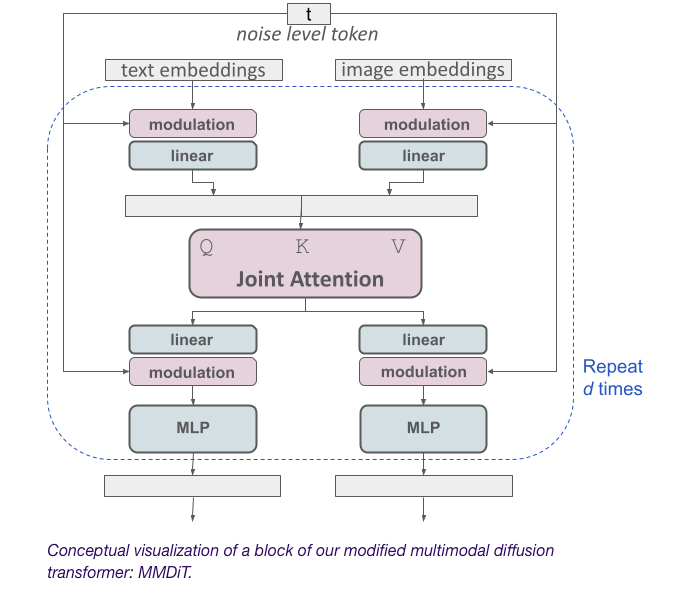 t
noise level token
text embeddings
image embeddings
modulation
modulation
linear
linear
Q K V
Joint Attention
linear
linear
modulation
modulation
MLP
MLP
Repeat
d times
Conceptual visualization of a block of our modified multimodal diffusion
transformer: MMDiT.